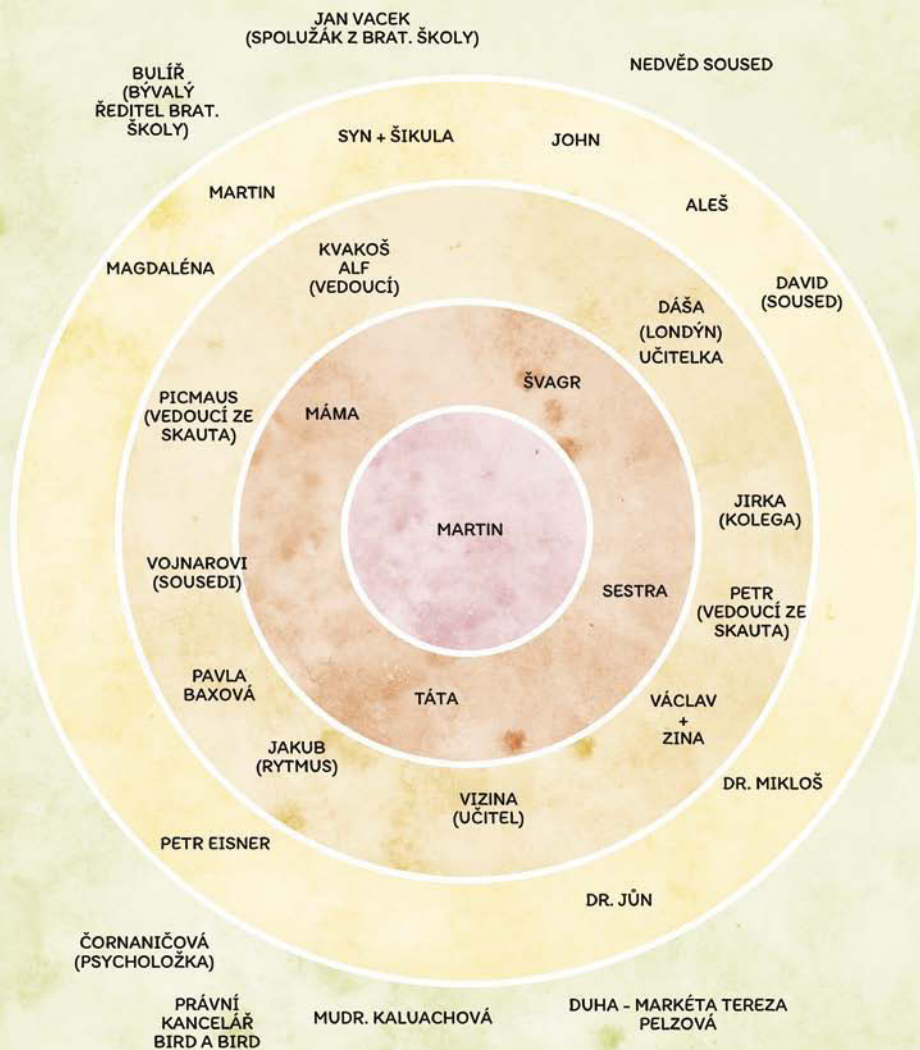 JAN VACEK
(SPOLUŽÁK Z BRAT. ŠKOLY)
NEDVĚD SOUSED
BULÍŘ
(BÝVALÝ
ŘEDITEL BRAT.
ŠKOLY)
SYN + ŠIKULA
JOHN
MARTIN
ALEŠ
MAGDALÉNA
KVAKOŠ
ALF
(VEDOUCÍ)
DAVID
(SOUSED)
DÁŠA
(LONDÝN)
UČITELKA
ŠVAGR
PICMAUS
(VEDOUCÍ ZE
SKAUTA)
MÁMA
MARTIN
JIRKA
(KOLEGA)
VOJNAROVI
(SOUSEDI)
SESTRA
PETR
(VEDOUCÍ ZE
SKAUTA)
PAVLA
BAXOVÁ
TÁTA
VÁCLAV
+
ZINA
JAKUB
(RYTMUS)
VIZINA
(UČITEL)
DR. MIKLOŠ
PETR EISNER
DR. JŮN
ČORNANIČOVÁ
(PSYCHOLOŽKA)
PRÁVNÍ
KANCELÁŘ
BIRD A BIRD
MUDR. KALUACHOVÁ
DUHA - MARKÉTA TEREZA
PELZOVÁ